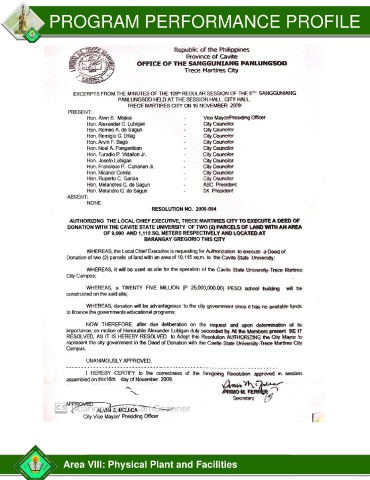 PROGRAM PERFORMANCE PROFILE
Republic of the Philippines
Province of Cavite
OFFICE OF THE SANGGUNIANG PANLUNGSOD
Trece Martires City
EXCERPTS FROM THE MINUTES OF THE 109th REGULAR SESSION OF THE 5TH SANGGUNIANG
PANLUNGSOD HELD AT THE SESSION HALL, CITY HALL,
TRECE MARTIRES CITY ON 16 NOVEMBER 2009.
PRESENT:
Hon. Alvin S. Mojica - Vice Mayor/Presiding Officer
Hon. Alexander C. Lubigan - City Councilor
Hon. Romeo A. de Sagun - City Councilor
Hon. Remigio G. Dilag - City Councilor
Hon. Arvin F. Bago - City Councilor
Hon. Noel A. Panganiban - City Councilor
Hon. Turadio P. Vidallon Jr. - City Councilor
Hon. Josefo Lubigan - City Councilor
Hon. Francisco P. Cunanan Jr. - City Councilor
Hon. Nicanor Correa - City Councilor
Hon. Ruperto C. Garcia - City Councilor
Hon. Melandres G. de Sagun - ABC President
Hon. Melandro G. de Sagun - SK President
ABSENT:
NONE
RESOLUTION NO. 2009-094
AUTHORIZING THE LOCAL CHIEF EXECUTIVE, TRECE MARTIRES CITY TO EXECUTE A DEED OF
DONATION WITH THE CAVITE STATE UNIVERSITY OF TWO (2) PARCELS OF LAND WITH AN AREA
OF 9,000 AND 1,115 SQ. METERS RESPECTIVELY AND LOCATED AT
BARANGAY GREGORIO THIS CITY
WHEREAS, the Local Chief Executive is requesting for Authorization to execute a Deed of
Donation of two (2) parcels of land with an area of 10,115 sq.m. to the Cavite State University;
WHEREAS, it will be used as site for the operation of the Cavite State University-Trece Martires
City Campus;
WHEREAS, a TWENTY FIVE MILLION (P 25,000,000.00) PESO school building will be
constructed on the said site;
WHEREAS, donation will be advantageous to the city government since it has no available funds
to finance the governments educational programs;
NOW THEREFORE, after due deliberation on the request and upon determination of its
importance, on motion of Honorable Alexander Lubigan duly seconded by All the Members present BE IT
RESOLVED, AS IT IS HEREBY RESOLVED to Adopt this Resolution AUTHORIZING the City Mayor to
represent the city government in the Deed of Donation with the Cavite State University-Trece Martires City
Campus.
UNANIMOUSLY APPROVED.
I HEREBY CERTIFY to the correctness of the foregoing Resolution approved in section
assembled on this 16th day of November 2009.
PRIMO M. FERRER
Secretary
APPROVED:
ALVIN S. MOJICA
City Vice Mayor/ Presiding Officer
CS Scanned with CamScanner
Area VIII: Physical Plant and Facilities